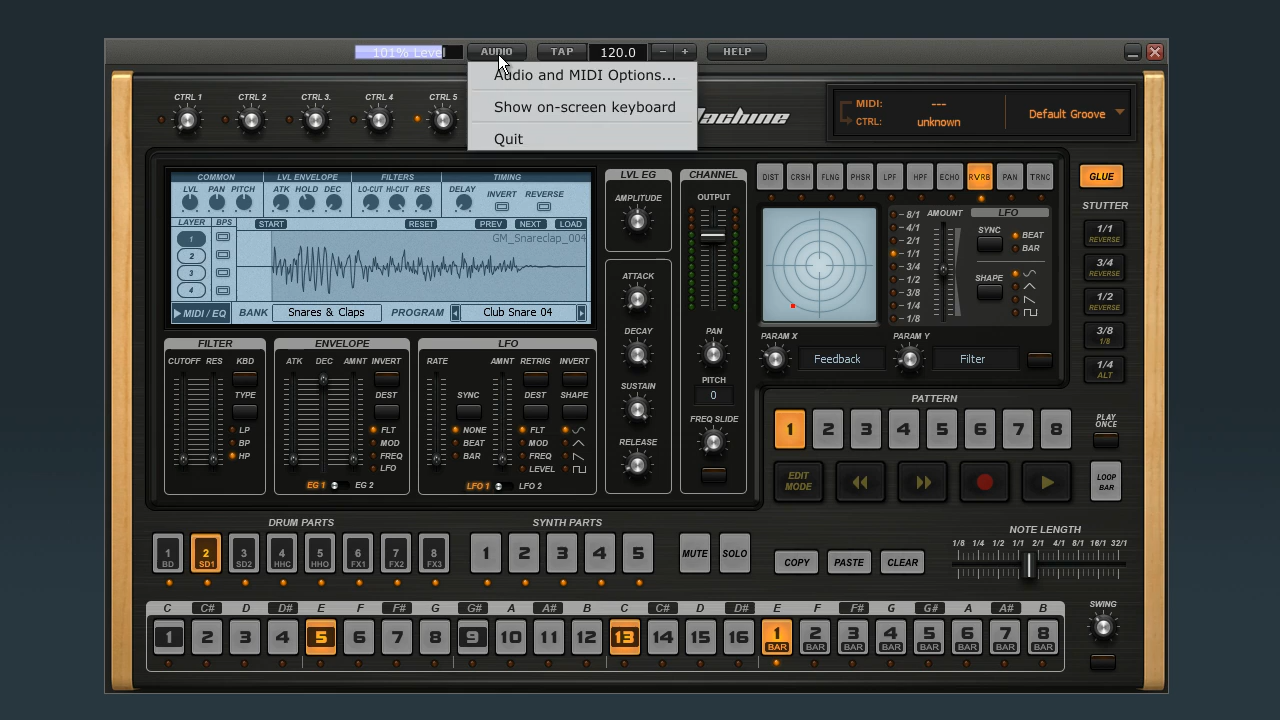 101% Level AUDIO TAP 120.0 − + HELP
Audio and MIDI Options...
Show on-screen keyboard
Quit
CTRL 1 CTRL 2 CTRL 3. CTRL 4 CTRL 5
MIDI: --- 
CTRL: unknown
Default Groove
COMMON LVL ENVELOPE FILTERS TIMING
LVL PAN PITCH ATK HOLD DEC LO-CUT HI-CUT RES DELAY INVERT REVERSE
LAYER BPS START RESET PREV NEXT LOAD
GM_Snareclap_004
1
2
3
4
MIDI / EQ BANK Snares & Claps PROGRAM Club Snare 04
LVL EG
AMPLITUDE
ATTACK
DECAY
SUSTAIN
RELEASE
CHANNEL
OUTPUT
PAN
PITCH
0
FREQ SLIDE
DIST CRSH FLNG PHSR LPF HPF ECHO RVRB PAN TRNC
8/1
4/1
2/1
1/1
3/4
1/2
3/8
1/4
1/8
AMOUNT
LFO
SYNC BEAT
BAR
SHAPE
PARAM X Feedback PARAM Y Filter
GLUE
STUTTER
1/1
REVERSE
3/4
REVERSE
1/2
REVERSE
3/8
1/8
1/4
ALT
FILTER
CUTOFF RES KBD
TYPE
LP
BP
HP
ENVELOPE
ATK DEC AMNT INVERT
DEST
FLT
MOD
FREQ
LFO
EG 1 EG 2
LFO
RATE AMNT RETRIG INVERT
SYNC DEST SHAPE
NONE FLT
BEAT MOD
BAR FREQ
LEVEL
LFO 1 LFO 2
PATTERN
1 2 3 4 5 6 7 8
PLAY
ONCE
EDIT
MODE
LOOP
BAR
DRUM PARTS
1 2 3 4 5 6 7 8
BD SD1 SD2 HHC HHO FX1 FX2 FX3
SYNTH PARTS
1 2 3 4 5
MUTE SOLO
COPY PASTE CLEAR
NOTE LENGTH
1/8 1/4 1/2 1/1 2/1 4/1 8/1 16/1 32/1
C C# D D# E F F# G G# A A# B C C# D D# E F F# G G# A A# B
1 2 3 4 5 6 7 8 9 10 11 12 13 14 15 16 1 2 3 4 5 6 7 8
BAR BAR BAR BAR BAR BAR BAR BAR
SWING